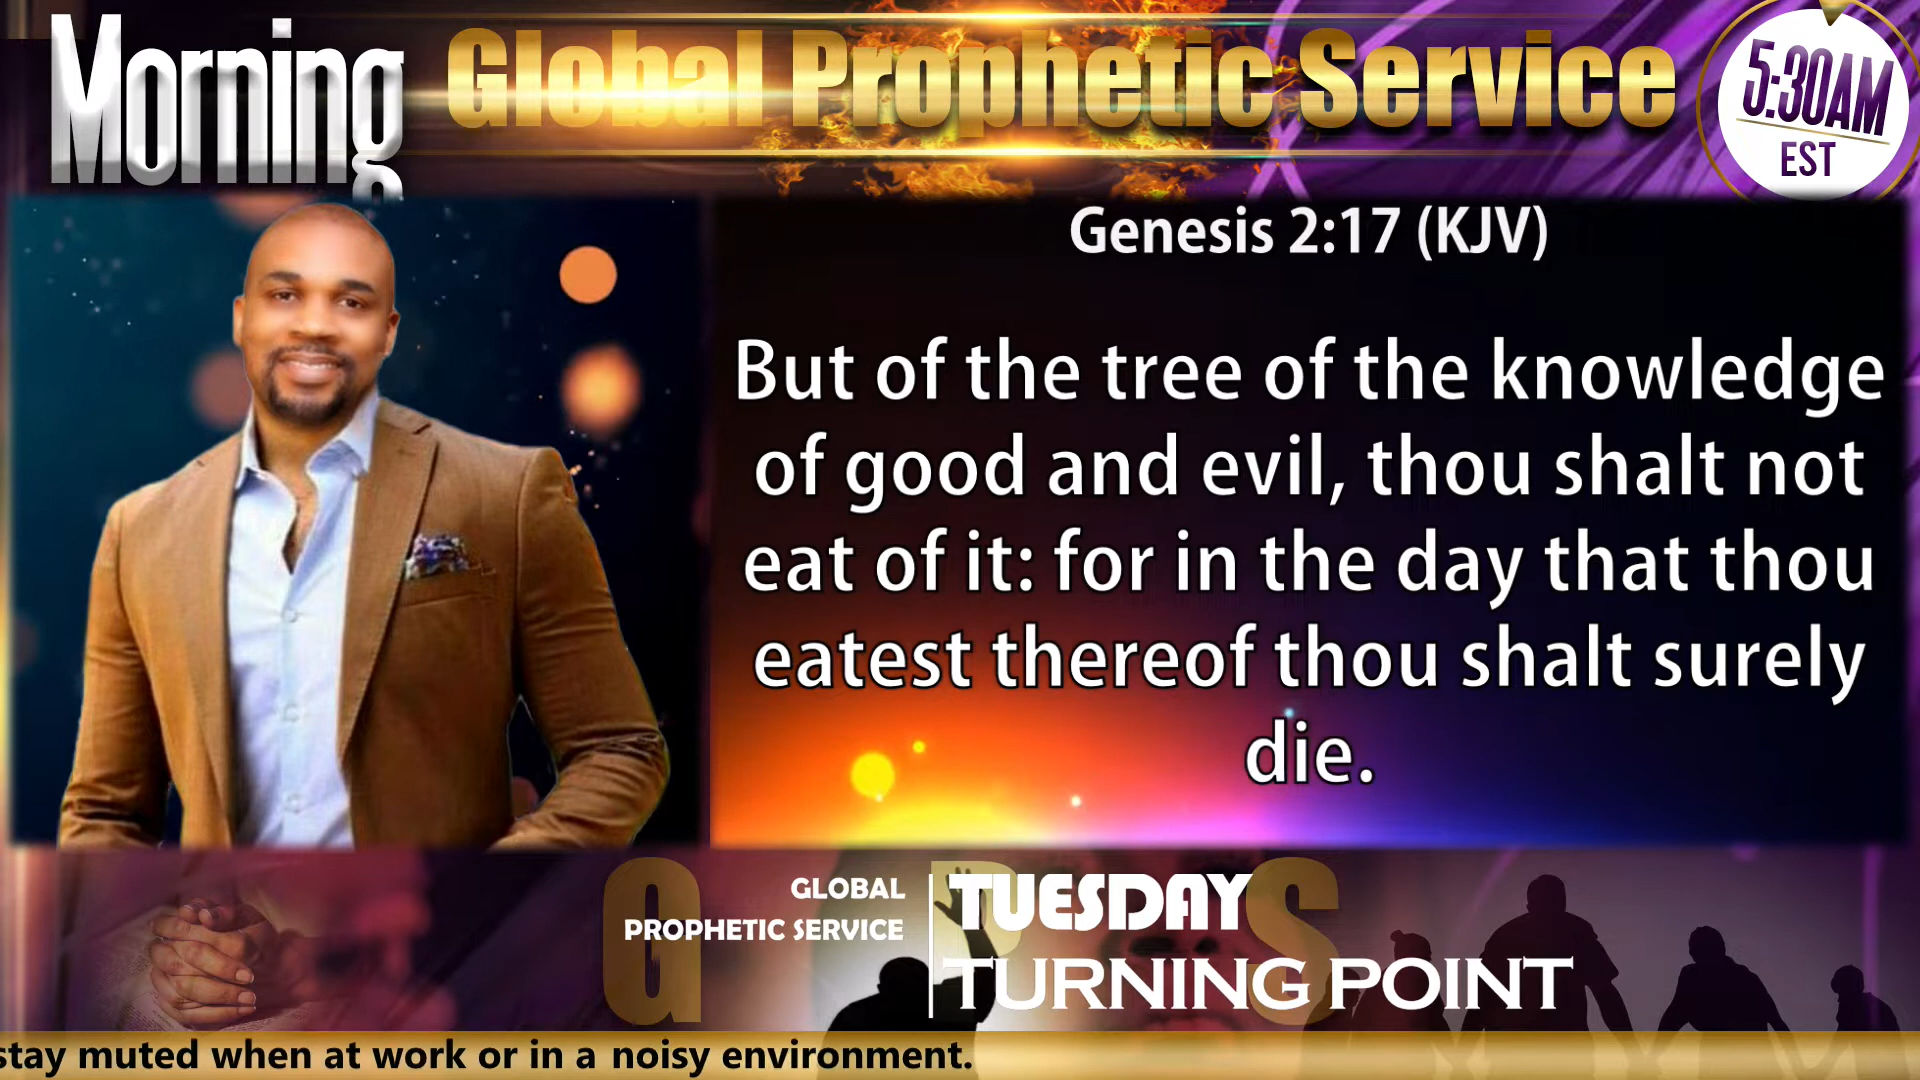 Morning
Global Prophetic Service
5:30AM
EST
Genesis 2:17 (KJV)
But of the tree of the knowledge
of good and evil, thou shalt not
eat of it: for in the day that thou
eatest thereof thou shalt surely
die.
G P S
GLOBAL
PROPHETIC SERVICE
TUESDAY
TURNING POINT
stay muted when at work or in a noisy environment.